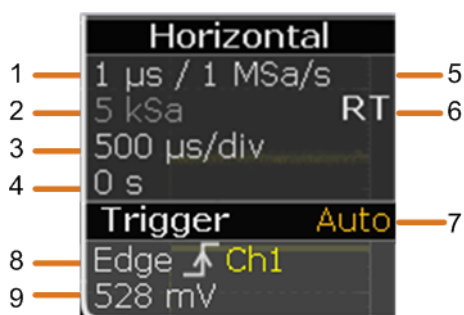 Horizontal
1 1 µs / 1 MSa/s 5
2 5 kSa RT 6
3 500 µs/div
4 0 s
Trigger Auto 7
8 Edge Ch1
9 528 mV